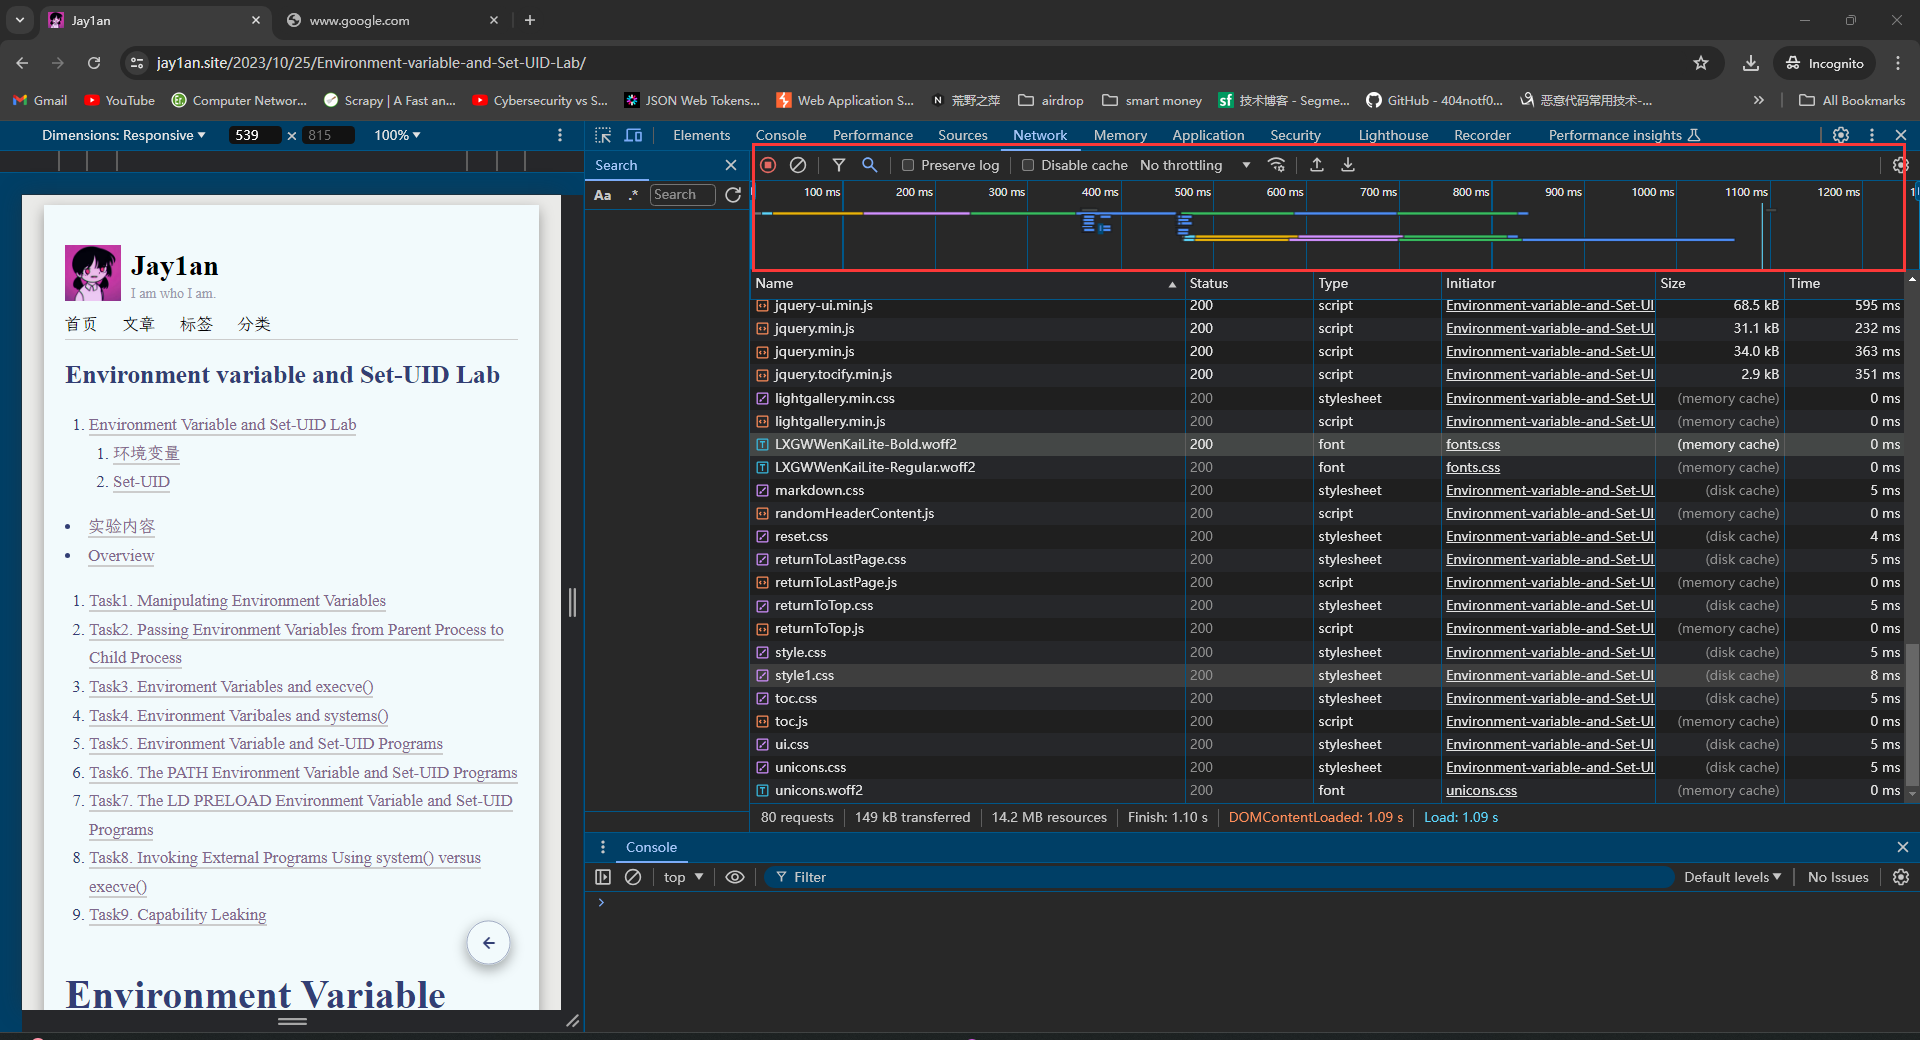 Jay1an
www.google.com
jay1an.site/2023/10/25/Environment-variable-and-Set-UID-Lab/
Incognito
Gmail
YouTube
Computer Networ...
Scrapy | A Fast an...
Cybersecurity vs S...
JSON Web Tokens...
Web Application S...
荒野之萍
airdrop
smart money
技术博客 - Segme...
GitHub - 404notf0...
恶意代码常用技术-...
All Bookmarks
Dimensions: Responsive 539 × 815 100%
Elements Console Performance Sources Network Memory Application Security Lighthouse Recorder Performance insights
Search
Aa .* Search
Preserve log Disable cache No throttling
100 ms 200 ms 300 ms 400 ms 500 ms 600 ms 700 ms 800 ms 900 ms 1000 ms 1100 ms 1200 ms
Jay1an
I am who I am.
首页 文章 标签 分类
Environment variable and Set-UID Lab
1. Environment Variable and Set-UID Lab
1. 环境变量
2. Set-UID
• 实验内容
• Overview
1. Task1. Manipulating Environment Variables
2. Task2. Passing Environment Variables from Parent Process to
Child Process
3. Task3. Enviroment Variables and execve()
4. Task4. Environment Varibales and systems()
5. Task5. Environment Variable and Set-UID Programs
6. Task6. The PATH Environment Variable and Set-UID Programs
7. Task7. The LD PRELOAD Environment Variable and Set-UID
Programs
8. Task8. Invoking External Programs Using system() versus
execve()
9. Task9. Capability Leaking
Environment Variable
Name Status Type Initiator Size Time
jquery-ui.min.js 200 script Environment-variable-and-Set-UI 68.5 kB 595 ms
jquery.min.js 200 script Environment-variable-and-Set-UI 31.1 kB 232 ms
jquery.min.js 200 script Environment-variable-and-Set-UI 34.0 kB 363 ms
jquery.tocify.min.js 200 script Environment-variable-and-Set-UI 2.9 kB 351 ms
lightgallery.min.css 200 stylesheet Environment-variable-and-Set-UI (memory cache) 0 ms
lightgallery.min.js 200 script Environment-variable-and-Set-UI (memory cache) 0 ms
LXGWWenKaiLite-Bold.woff2 200 font fonts.css (memory cache) 0 ms
LXGWWenKaiLite-Regular.woff2 200 font fonts.css (memory cache) 0 ms
markdown.css 200 stylesheet Environment-variable-and-Set-UI (disk cache) 5 ms
randomHeaderContent.js 200 script Environment-variable-and-Set-UI (memory cache) 0 ms
reset.css 200 stylesheet Environment-variable-and-Set-UI (disk cache) 4 ms
returnToLastPage.css 200 stylesheet Environment-variable-and-Set-UI (disk cache) 5 ms
returnToLastPage.js 200 script Environment-variable-and-Set-UI (memory cache) 0 ms
returnToTop.css 200 stylesheet Environment-variable-and-Set-UI (disk cache) 5 ms
returnToTop.js 200 script Environment-variable-and-Set-UI (memory cache) 0 ms
style.css 200 stylesheet Environment-variable-and-Set-UI (disk cache) 5 ms
style1.css 200 stylesheet Environment-variable-and-Set-UI (disk cache) 8 ms
toc.css 200 stylesheet Environment-variable-and-Set-UI (disk cache) 5 ms
toc.js 200 script Environment-variable-and-Set-UI (memory cache) 0 ms
ui.css 200 stylesheet Environment-variable-and-Set-UI (disk cache) 5 ms
unicons.css 200 stylesheet Environment-variable-and-Set-UI (disk cache) 5 ms
unicons.woff2 200 font unicons.css (memory cache) 0 ms
80 requests 149 kB transferred 14.2 MB resources Finish: 1.10 s DOMContentLoaded: 1.09 s Load: 1.09 s
Console
top Filter Default levels No Issues